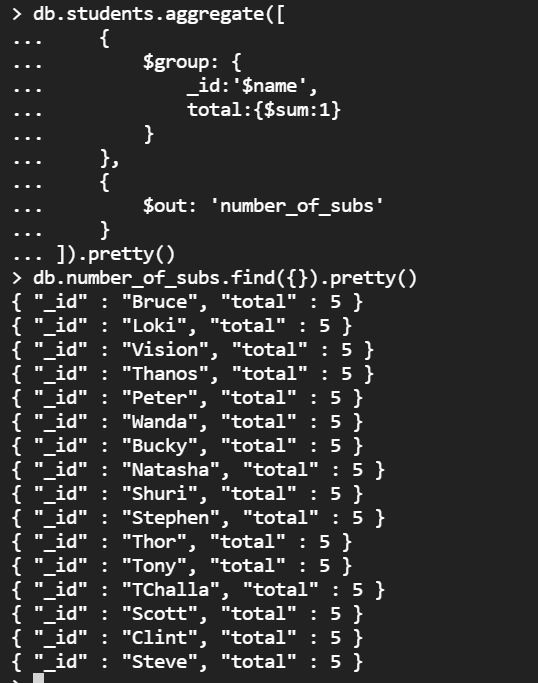 > db.students.aggregate([
...     {
...         $group: {
...             _id:'$name',
...             total:{$sum:1}
...         }
...     },
...     {
...         $out: 'number_of_subs'
...     }
... ]).pretty()
> db.number_of_subs.find({}).pretty()
{ "_id" : "Bruce", "total" : 5 }
{ "_id" : "Loki", "total" : 5 }
{ "_id" : "Vision", "total" : 5 }
{ "_id" : "Thanos", "total" : 5 }
{ "_id" : "Peter", "total" : 5 }
{ "_id" : "Wanda", "total" : 5 }
{ "_id" : "Bucky", "total" : 5 }
{ "_id" : "Natasha", "total" : 5 }
{ "_id" : "Shuri", "total" : 5 }
{ "_id" : "Stephen", "total" : 5 }
{ "_id" : "Thor", "total" : 5 }
{ "_id" : "Tony", "total" : 5 }
{ "_id" : "TChalla", "total" : 5 }
{ "_id" : "Scott", "total" : 5 }
{ "_id" : "Clint", "total" : 5 }
{ "_id" : "Steve", "total" : 5 }
>